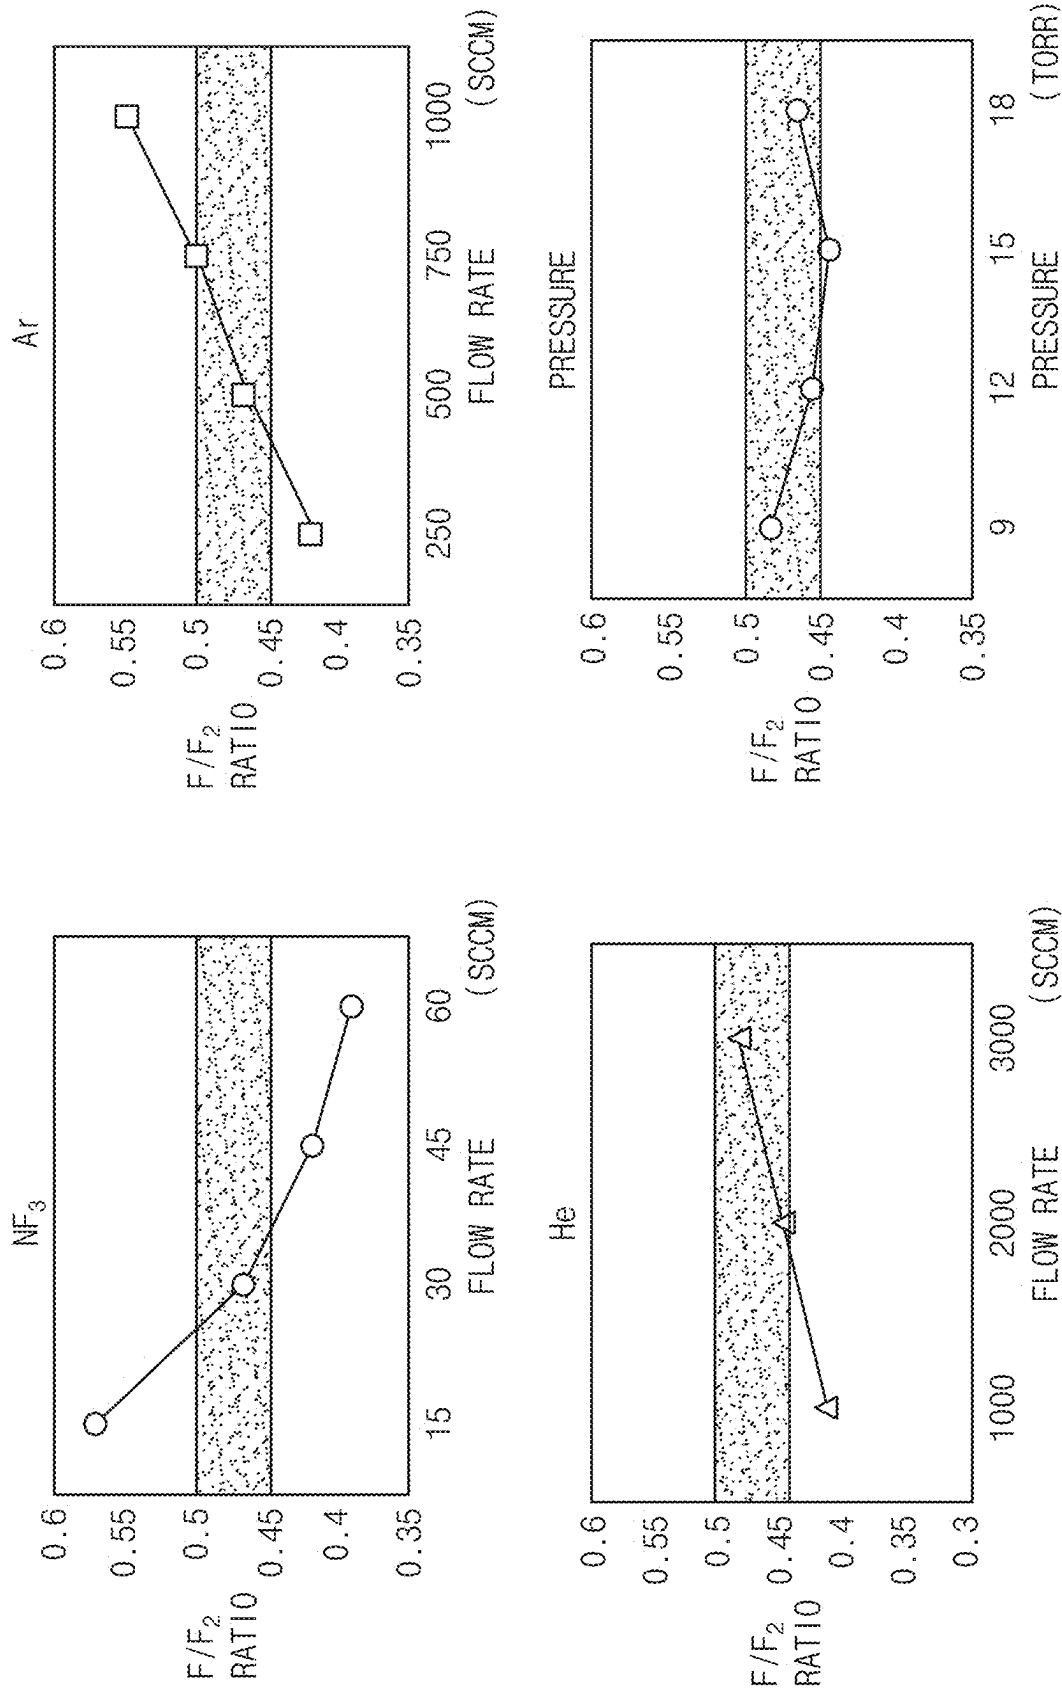 NF3
0.6
0.55
0.5
0.45
0.4
0.35
F/F2
RATIO
15
30
45
60
FLOW RATE
(SCCM)
Ar
0.6
0.55
0.5
0.45
0.4
0.35
F/F2
RATIO
250
500
750
1000
FLOW RATE
(SCCM)
He
0.6
0.55
0.5
0.45
0.4
0.35
0.3
F/F2
RATIO
1000
2000
3000
FLOW RATE
(SCCM)
PRESSURE
0.6
0.55
0.5
0.45
0.4
0.35
F/F2
RATIO
9
12
15
18
PRESSURE
(TORR)